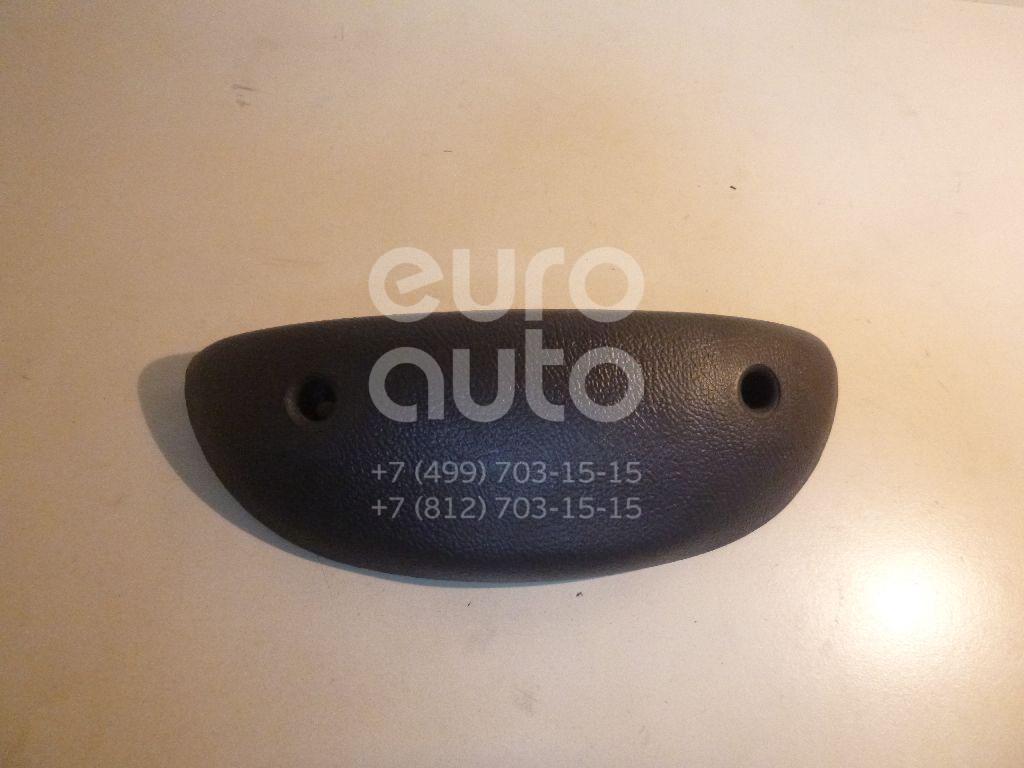 euro
auto
+7 (499) 703-15-15
+7 (812) 703-15-15